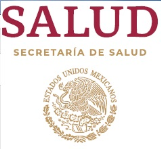 SALUD
SECRETARÍA DE SALUD
ESTADOS UNIDOS MEXICANOS